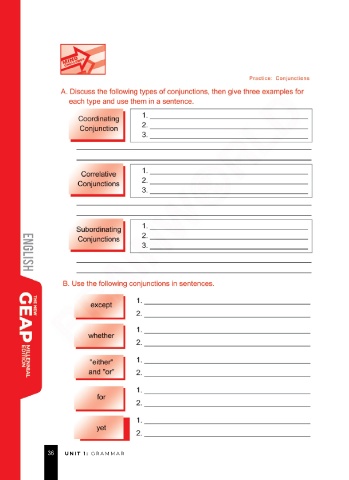 Practice: Conjunctions
A. Discuss the following types of conjunctions, then give three examples for
each type and use them in a sentence.
Coordinating
Conjunction
1.
2.
3.
Correlative
Conjunctions
1.
2.
3.
Subordinating
Conjunctions
1.
2.
3.
B. Use the following conjunctions in sentences.
except
1.
2.
whether
1.
2.
"either"
and "or"
1.
2.
for
1.
2.
yet
1.
2.
ENGLISH
THE NEW
GEAP
MILLENNIAL
EDITION
36 UNIT 1: GRAMMAR